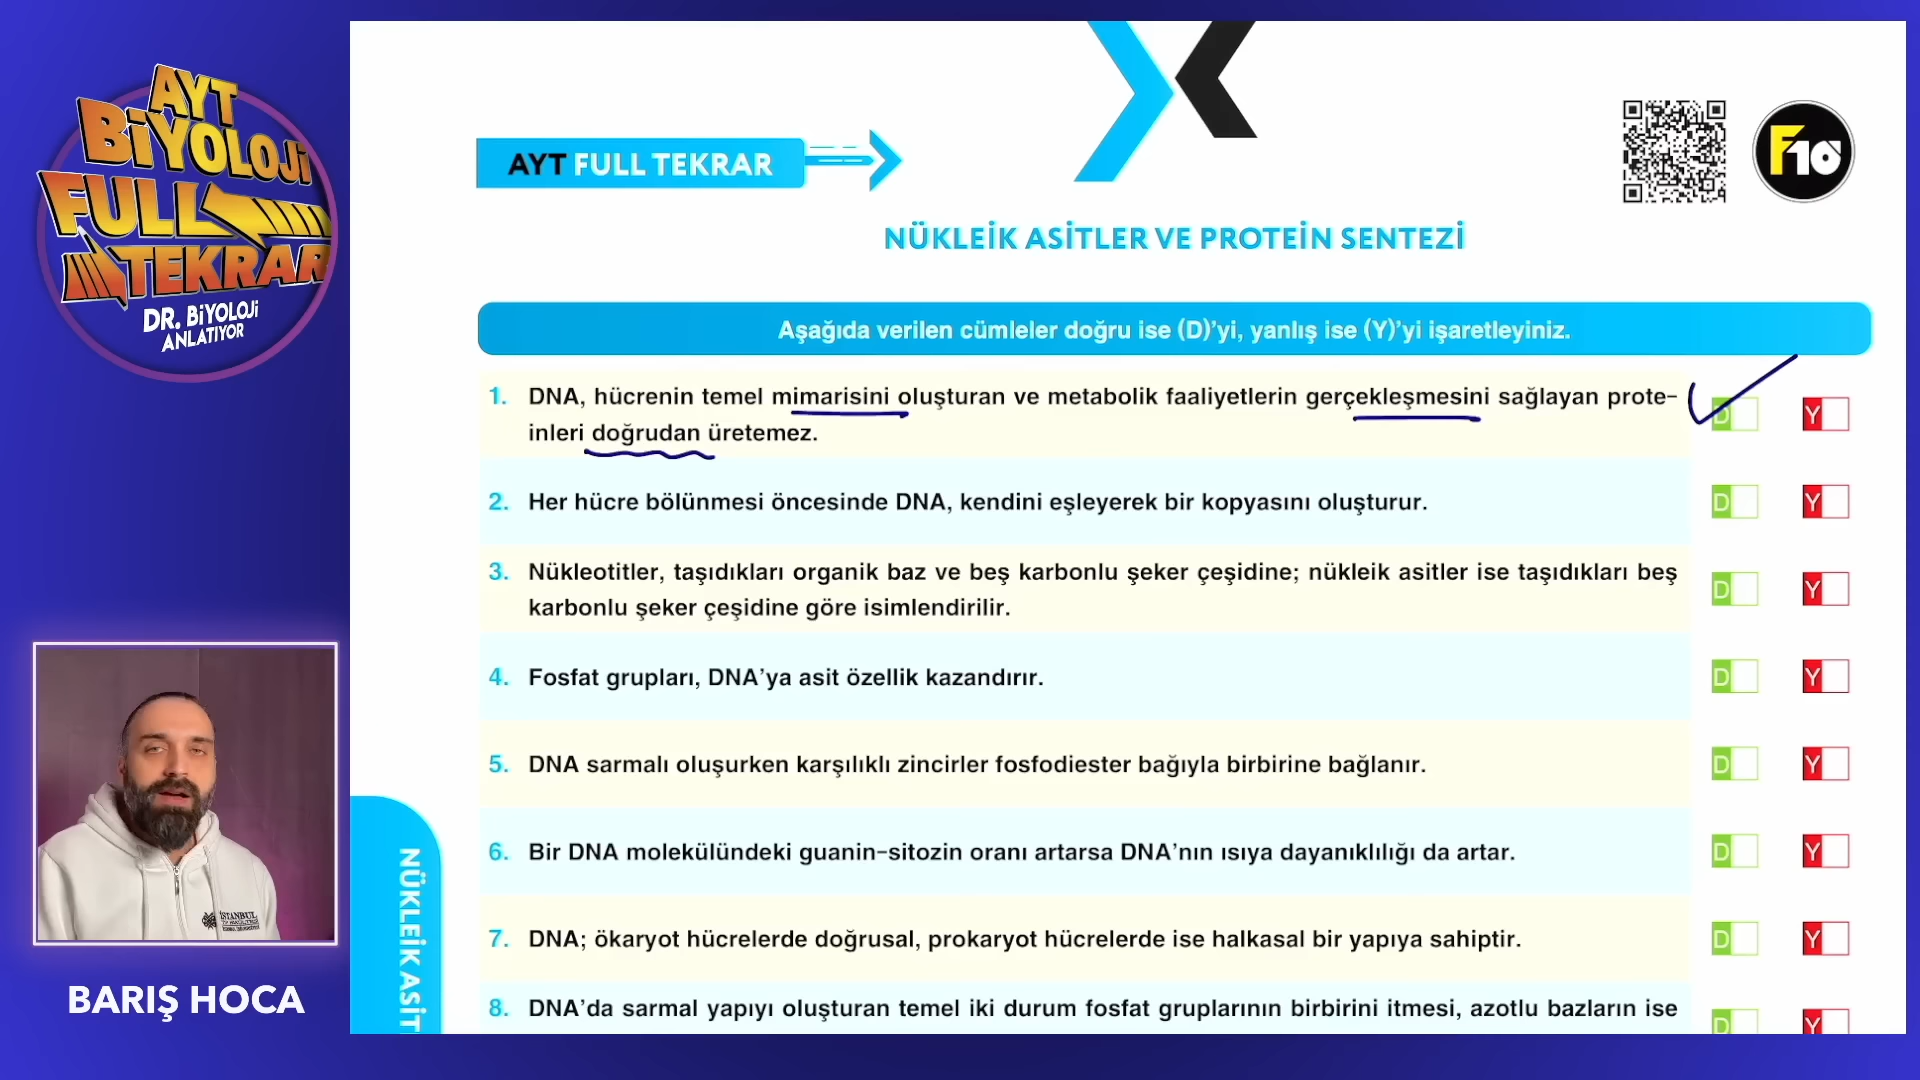 AYT
BİYOLOJİ
FULL
TEKRAR
DR. BİYOLOJİ
ANLATIYOR
AYT FULL TEKRAR
F10
NÜKLEİK ASİTLER VE PROTEİN SENTEZİ
Aşağıda verilen cümleler doğru ise (D)'yi, yanlış ise (Y)'yi işaretleyiniz.
1. DNA, hücrenin temel mimarisini oluşturan ve metabolik faaliyetlerin gerçekleşmesini sağlayan prote-
inleri doğrudan üretemez.
D Y
2. Her hücre bölünmesi öncesinde DNA, kendini eşleyerek bir kopyasını oluşturur.
D Y
3. Nükleotitler, taşıdıkları organik baz ve beş karbonlu şeker çeşidine; nükleik asitler ise taşıdıkları beş
karbonlu şeker çeşidine göre isimlendirilir.
D Y
4. Fosfat grupları, DNA'ya asit özellik kazandırır.
D Y
5. DNA sarmalı oluşurken karşılıklı zincirler fosfodiester bağıyla birbirine bağlanır.
D Y
6. Bir DNA molekülündeki guanin-sitozin oranı artarsa DNA'nın ısıya dayanıklılığı da artar.
D Y
7. DNA; ökaryot hücrelerde doğrusal, prokaryot hücrelerde ise halkasal bir yapıya sahiptir.
D Y
8. DNA'da sarmal yapıyı oluşturan temel iki durum fosfat gruplarının birbirini itmesi, azotlu bazların ise
D Y
NÜKLEİK ASİT
İSTANBUL
BARIŞ HOCA